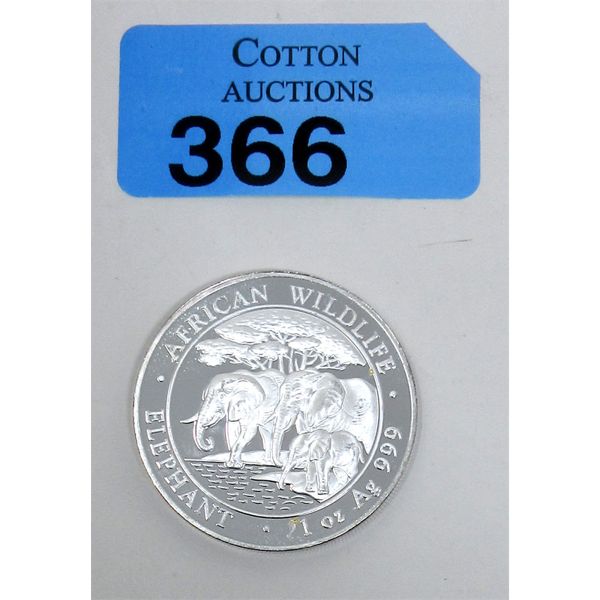 COTTON
AUCTIONS
366
AFRICAN WILDLIFE
ELEPHANT · 1 oz Ag 999